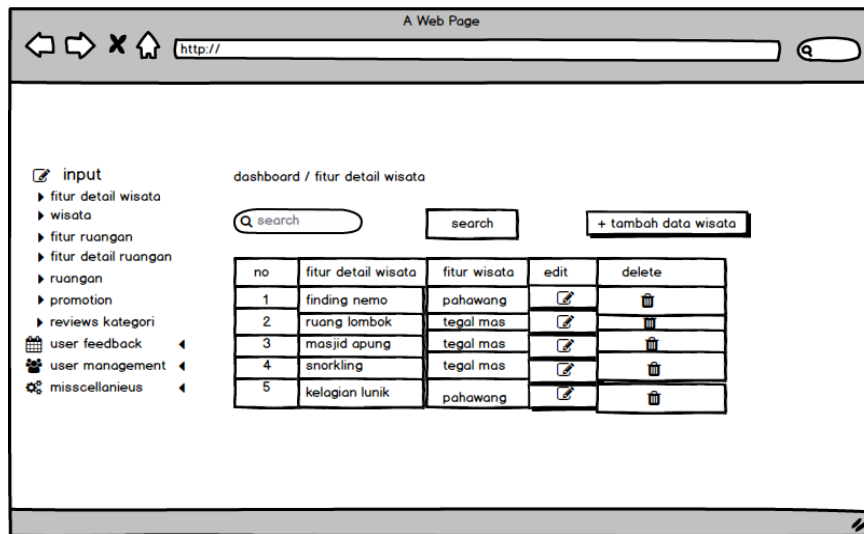 A Web Page
http://
input
fitur detail wisata
wisata
fitur ruangan
fitur detail ruangan
ruangan
promotion
reviews kategori
user feedback
user management
misscellanieus
dashboard / fitur detail wisata
search
search
+ tambah data wisata
no fitur detail wisata fitur wisata edit delete
1 finding nemo pahawang
2 ruang lombok tegal mas
3 masjid apung tegal mas
4 snorkling tegal mas
5 kelagian lunik pahawang